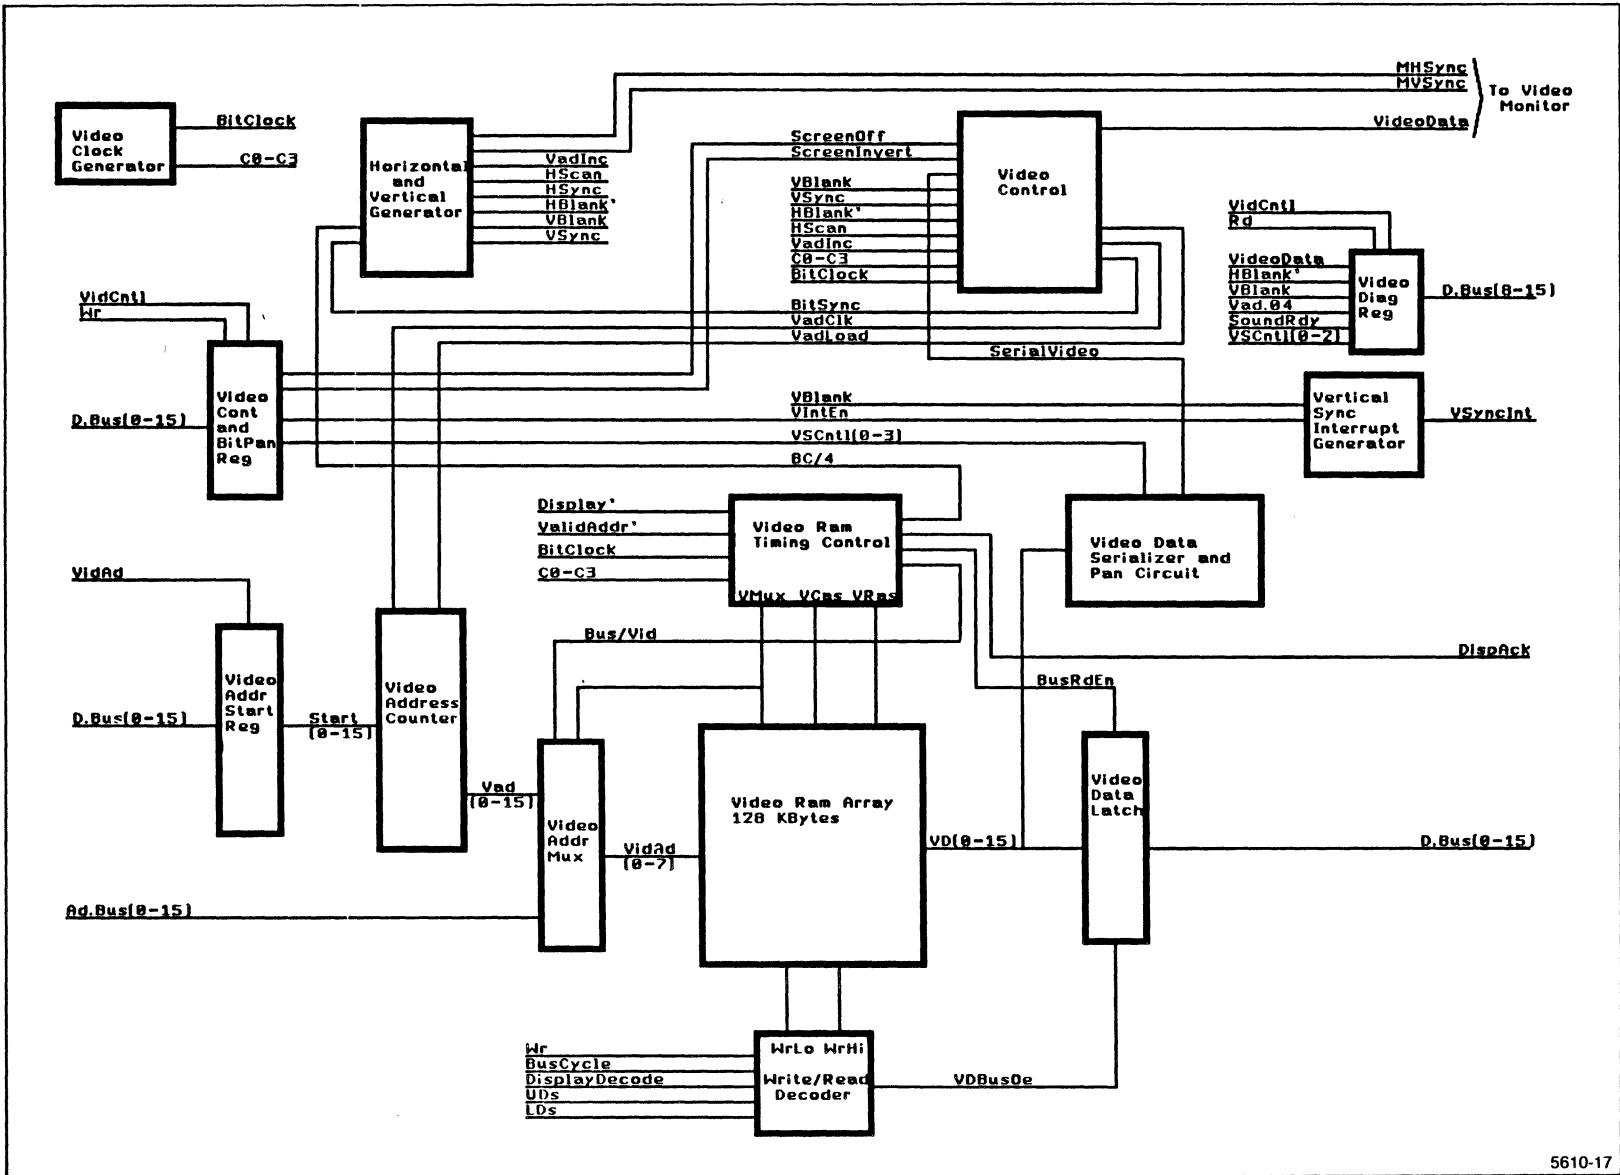 MHSync
MVSync
To Video
Monitor
VideoData
Video
Clock
Generator
BitClock
C0-C3
Horizontal
and
Vertical
Generator
VadInc
HScan
HSync
HBlank'
VBlank
VSync
ScreenOff
ScreenInvert
VBlank
VSync
HBlank'
HScan
VadInc
C0-C3
BitClock
Video
Control
BitSync
VadClk
VadLoad
SerialVideo
VidCntl
Rd
VideoData
HBlank'
VBlank
Vad.04
SoundRdy
VSCntl[0-2]
Video
Diag
Reg
D.Bus[8-15]
VidCntl
Wr
D.Bus[0-15]
Video
Cont
and
BitPan
Reg
VBlank
VIntEn
VSCntl[0-3]
BC/4
Vertical
Sync
Interrupt
Generator
VSyncInt
Display'
ValidAddr'
BitClock
C0-C3
Video Ram
Timing Control
VMux VCas VRas
Video Data
Serializer and
Pan Circuit
VidAd
D.Bus[0-15]
Video
Addr
Start
Reg
Start
[0-15]
Video
Address
Counter
Bus/Vid
DispAck
BusRdEn
Vad
[0-15]
Video
Addr
Mux
VidAd
[0-7]
Video Ram Array
128 KBytes
VD[0-15]
Video
Data
Latch
D.Bus[0-15]
Ad.Bus[0-15]
Wr
BusCycle
DisplayDecode
UDs
LDs
WrLo WrHi
Write/Read
Decoder
VDBusOe
5610-17